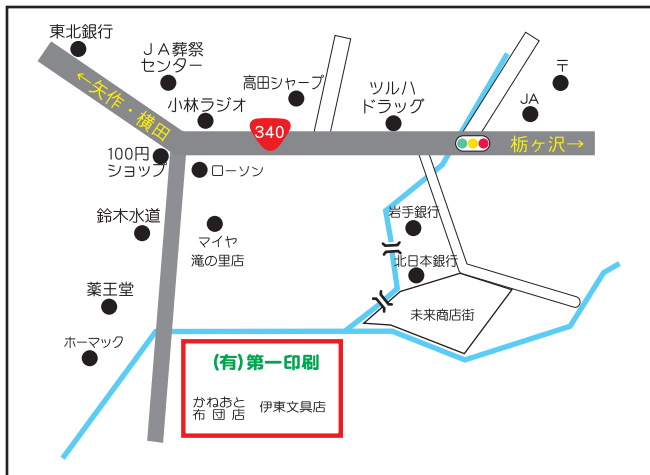 東北銀行
JA葬祭
センター
〒
高田シャープ
ツルハ
ドラッグ
JA
←矢作・横田
小林ラジオ
340
栃ヶ沢→
100円
ショップ
ローソン
鈴木水道
マイヤ
滝の里店
岩手銀行
北日本銀行
薬王堂
未来商店街
ホーマック
(有)第一印刷
かねおと
布団店
伊東文具店